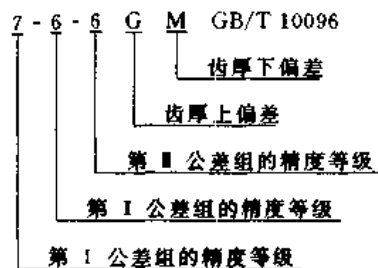 7 - 6 - 6 G M GB/T 10096
齿厚下偏差
齿厚上偏差
第 Ⅲ 公差组的精度等级
第 Ⅰ 公差组的精度等级
第 Ⅰ 公差组的精度等级